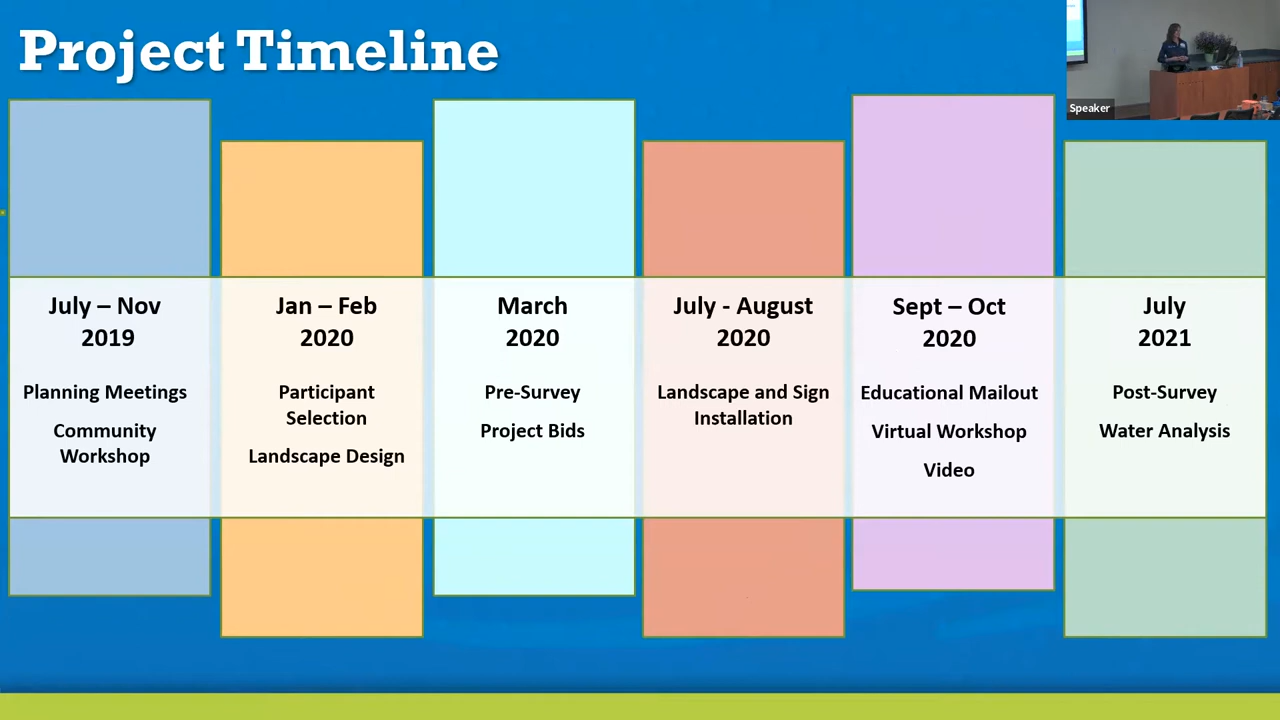 Project Timeline
Speaker
July – Nov
2019
Planning Meetings
Community
Workshop
Jan – Feb
2020
Participant
Selection
Landscape Design
March
2020
Pre-Survey
Project Bids
July - August
2020
Landscape and Sign
Installation
Sept – Oct
2020
Educational Mailout
Virtual Workshop
Video
July
2021
Post-Survey
Water Analysis